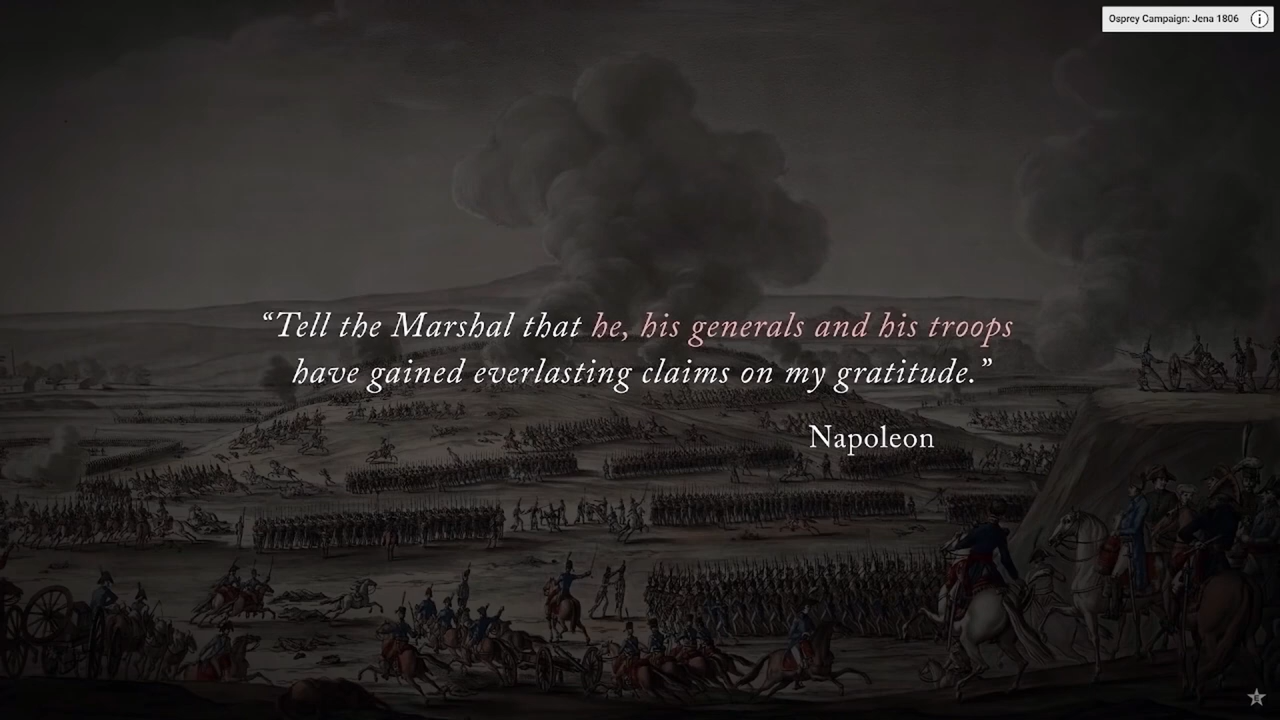 Osprey Campaign: Jena 1806
“Tell the Marshal that he, his generals and his troops
have gained everlasting claims on my gratitude.”
Napoleon